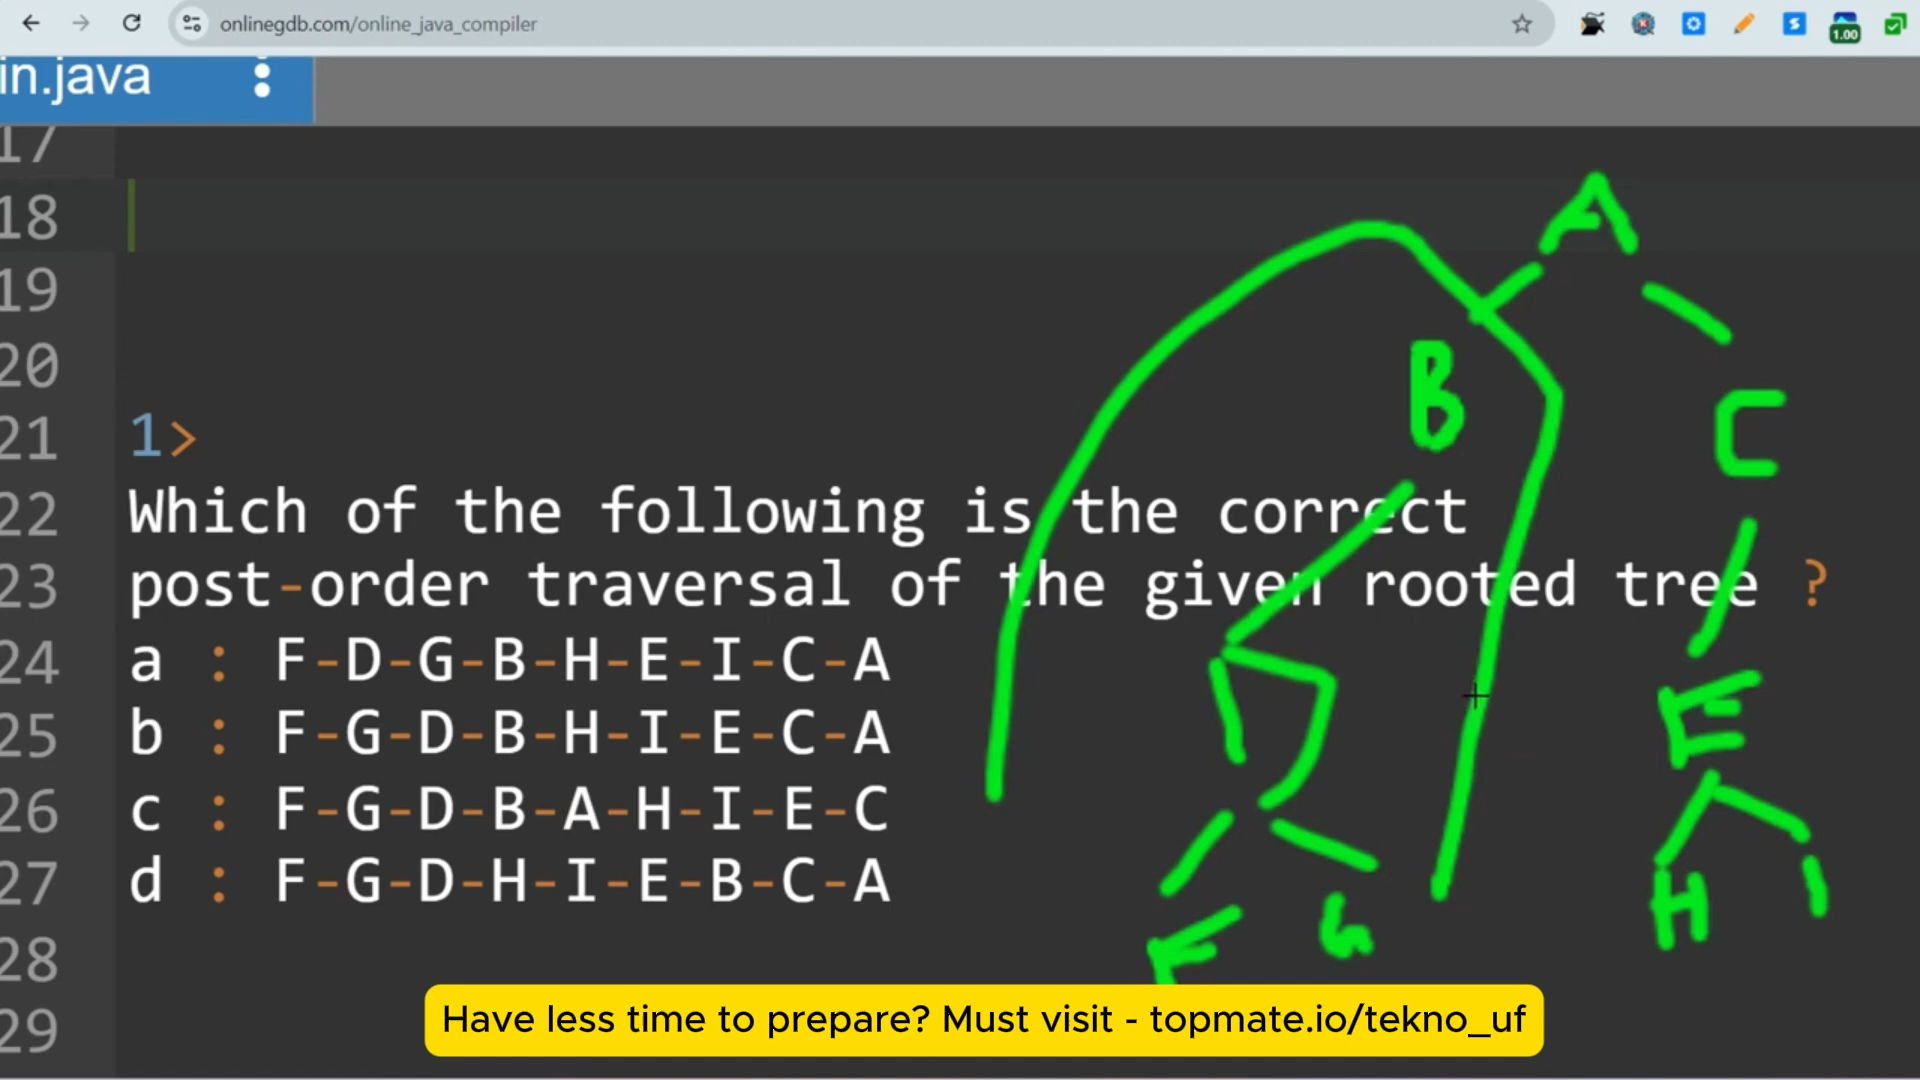 onlinegdb.com/online_java_compiler
1.00
in.java
17
18
19
20
21 1>
22 Which of the following is the correct
23 post-order traversal of the given rooted tree ?
24 a : F-D-G-B-H-E-I-C-A
25 b : F-G-D-B-H-I-E-C-A
26 c : F-G-D-B-A-H-I-E-C
27 d : F-G-D-H-I-E-B-C-A
28
29
A
B
C
D
E
F
G
H
I
Have less time to prepare? Must visit - topmate.io/tekno_uf